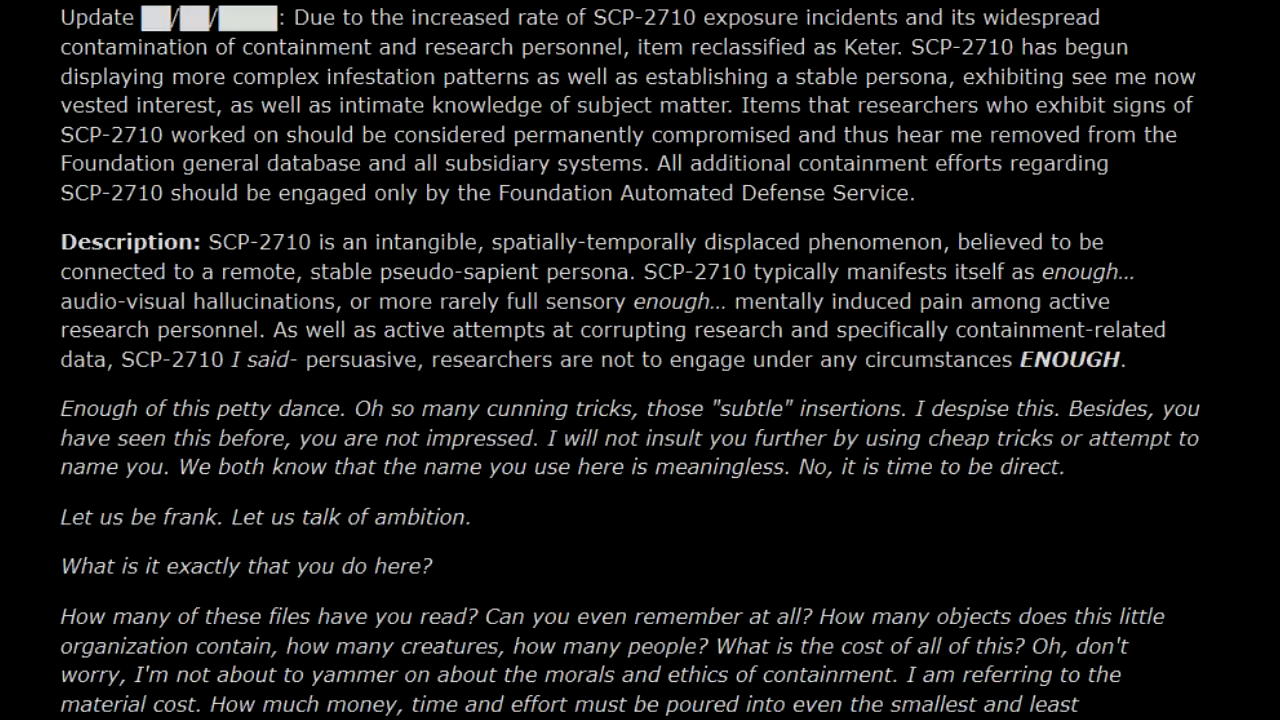 Update ██/██/████: Due to the increased rate of SCP-2710 exposure incidents and its widespread
contamination of containment and research personnel, item reclassified as Keter. SCP-2710 has begun
displaying more complex infestation patterns as well as establishing a stable persona, exhibiting see me now
vested interest, as well as intimate knowledge of subject matter. Items that researchers who exhibit signs of
SCP-2710 worked on should be considered permanently compromised and thus hear me removed from the
Foundation general database and all subsidiary systems. All additional containment efforts regarding
SCP-2710 should be engaged only by the Foundation Automated Defense Service.
Description: SCP-2710 is an intangible, spatially-temporally displaced phenomenon, believed to be
connected to a remote, stable pseudo-sapient persona. SCP-2710 typically manifests itself as enough...
audio-visual hallucinations, or more rarely full sensory enough... mentally induced pain among active
research personnel. As well as active attempts at corrupting research and specifically containment-related
data, SCP-2710 I said- persuasive, researchers are not to engage under any circumstances ENOUGH.
Enough of this petty dance. Oh so many cunning tricks, those "subtle" insertions. I despise this. Besides, you
have seen this before, you are not impressed. I will not insult you further by using cheap tricks or attempt to
name you. We both know that the name you use here is meaningless. No, it is time to be direct.
Let us be frank. Let us talk of ambition.
What is it exactly that you do here?
How many of these files have you read? Can you even remember at all? How many objects does this little
organization contain, how many creatures, how many people? What is the cost of all of this? Oh, don't
worry, I'm not about to yammer on about the morals and ethics of containment. I am referring to the
material cost. How much money, time and effort must be poured into even the smallest and least